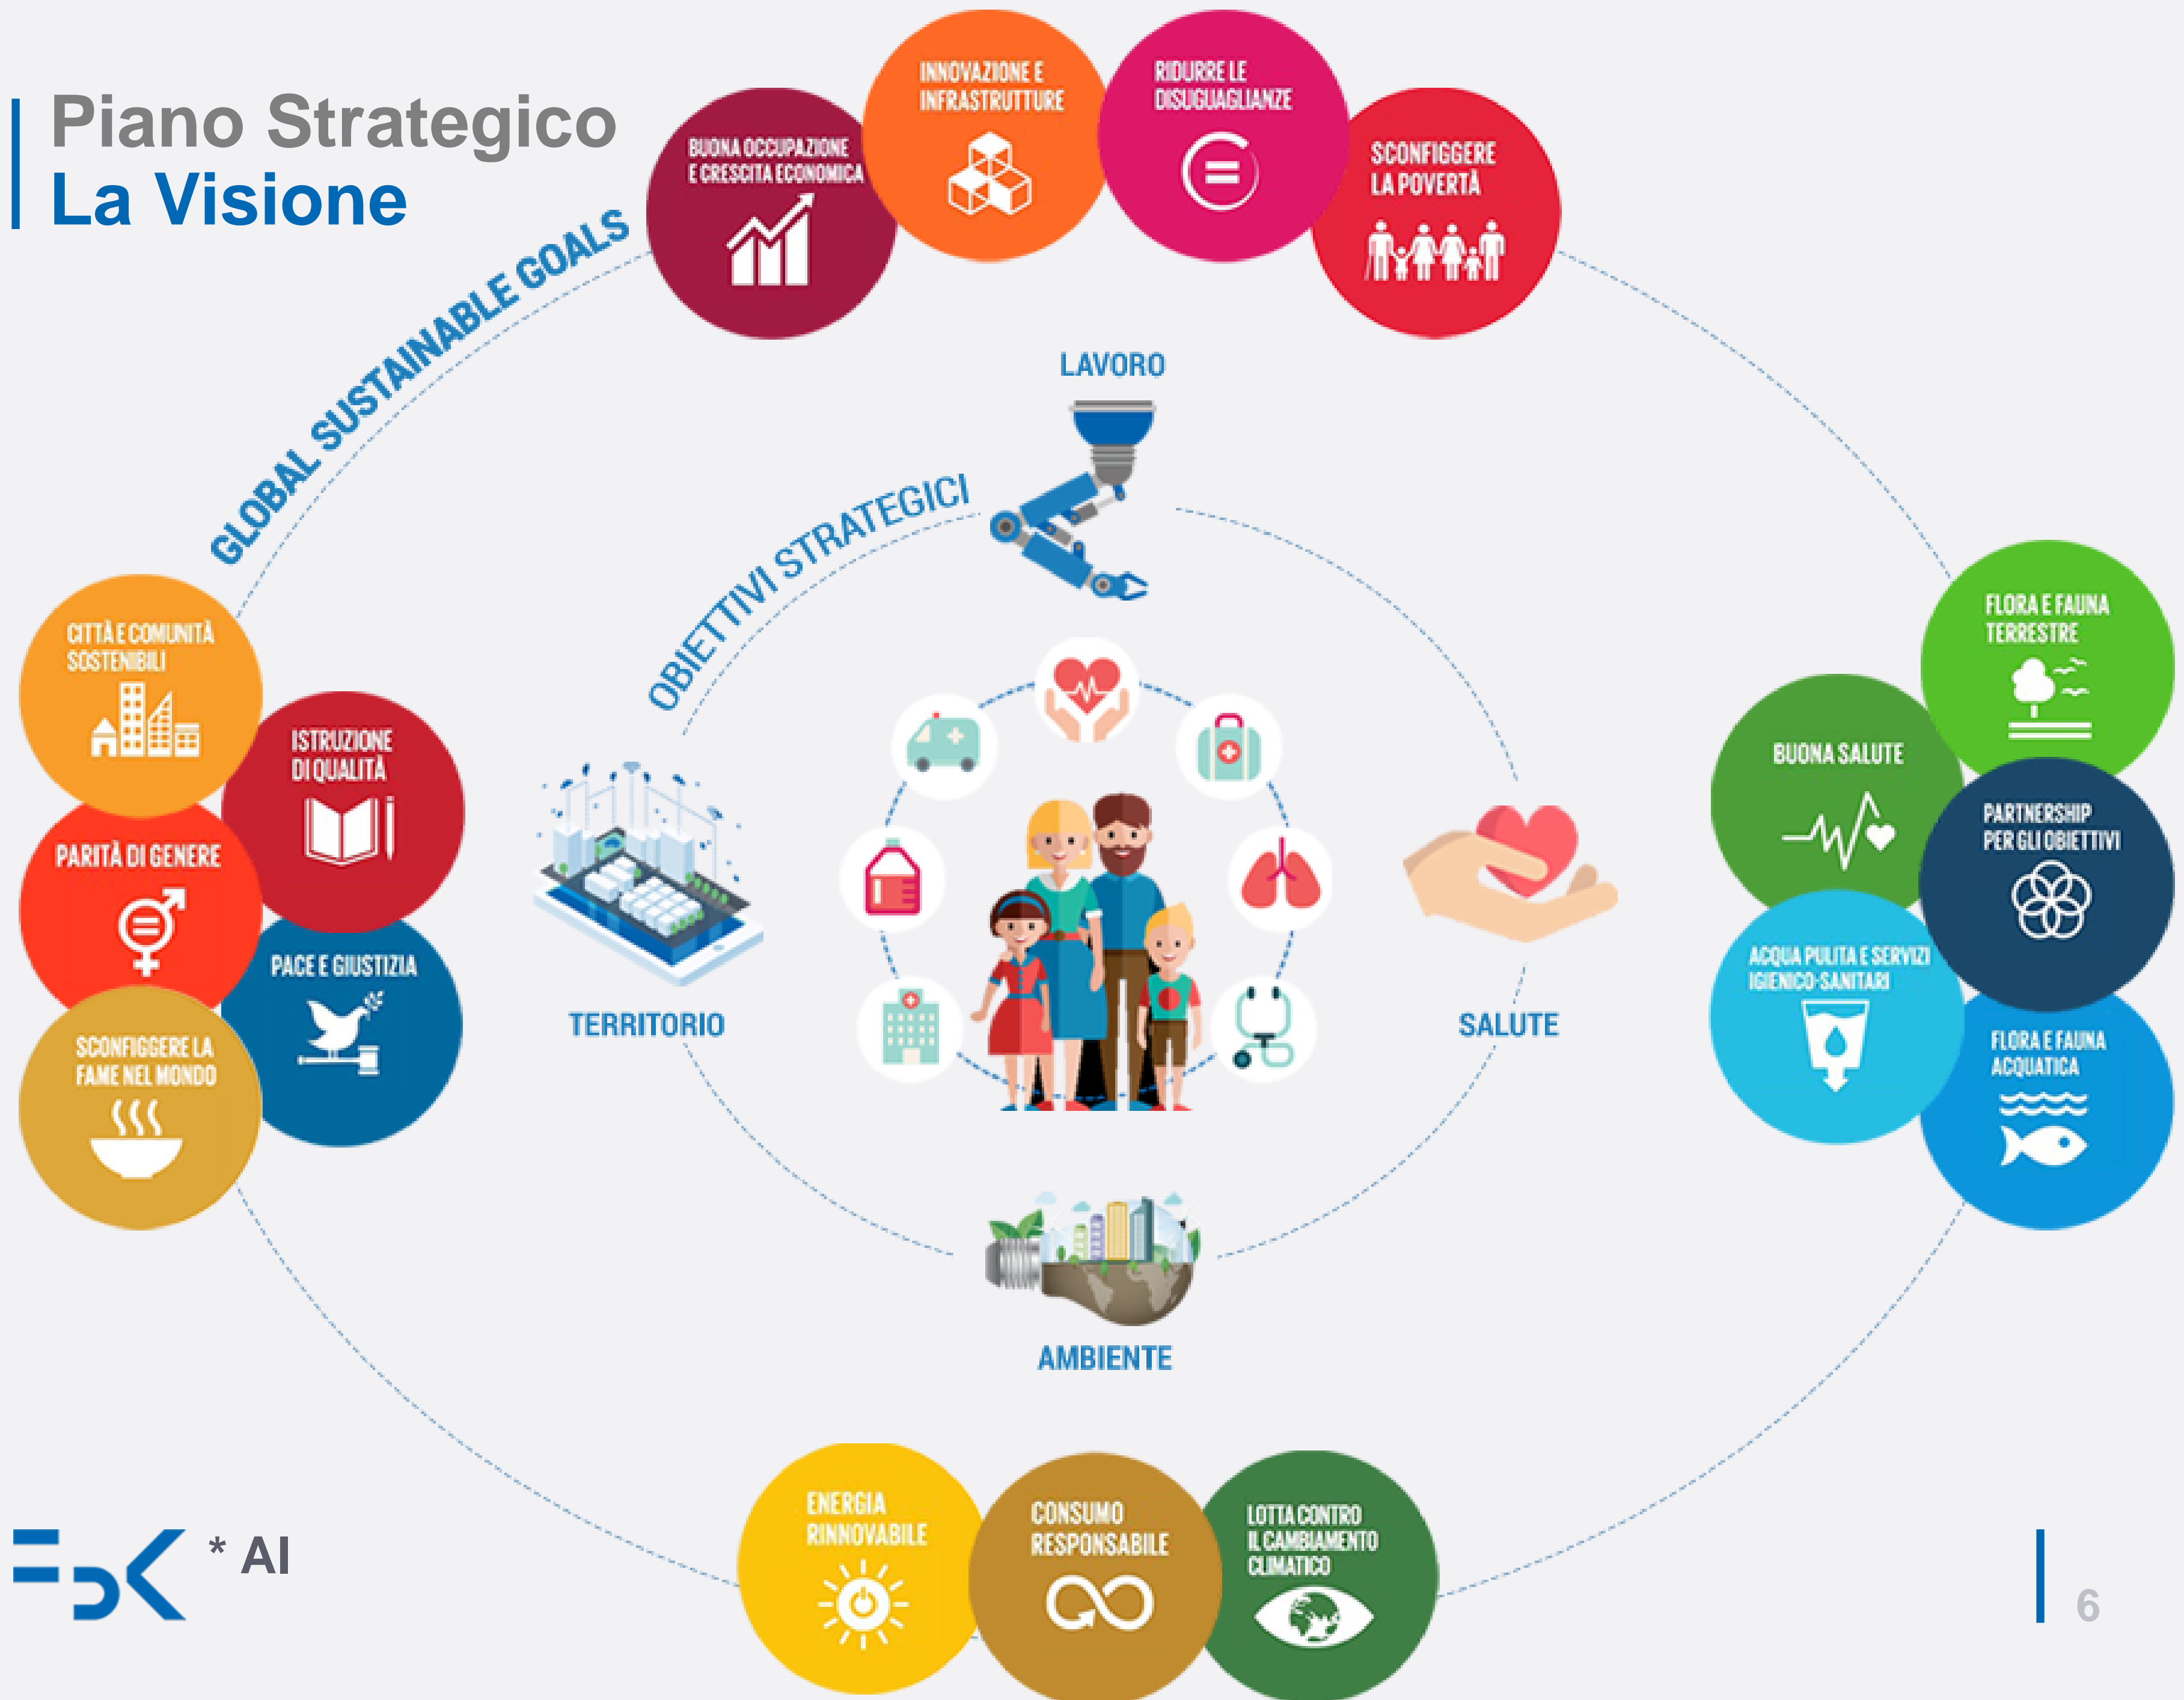 Piano Strategico
La Visione
GLOBAL SUSTAINABLE GOALS
BUONA OCCUPAZIONE
E CRESCITA ECONOMICA
INNOVAZIONE E
INFRASTRUTTURE
RIDURRE LE
DISUGUAGLIANZE
SCONFIGGERE
LA POVERTÀ
LAVORO
OBIETTIVI STRATEGICI
CITTÀ E COMUNITÀ
SOSTENIBILI
ISTRUZIONE
DI QUALITÀ
PARITÀ DI GENERE
PACE E GIUSTIZIA
SCONFIGGERE LA
FAME NEL MONDO
TERRITORIO
SALUTE
FLORA E FAUNA
TERRESTRE
BUONA SALUTE
PARTNERSHIP
PER GLI OBIETTIVI
ACQUA PULITA E SERVIZI
IGIENICO-SANITARI
FLORA E FAUNA
ACQUATICA
AMBIENTE
ENERGIA
RINNOVABILE
CONSUMO
RESPONSABILE
LOTTA CONTRO
IL CAMBIAMENTO
CLIMATICO
FBK * AI
6